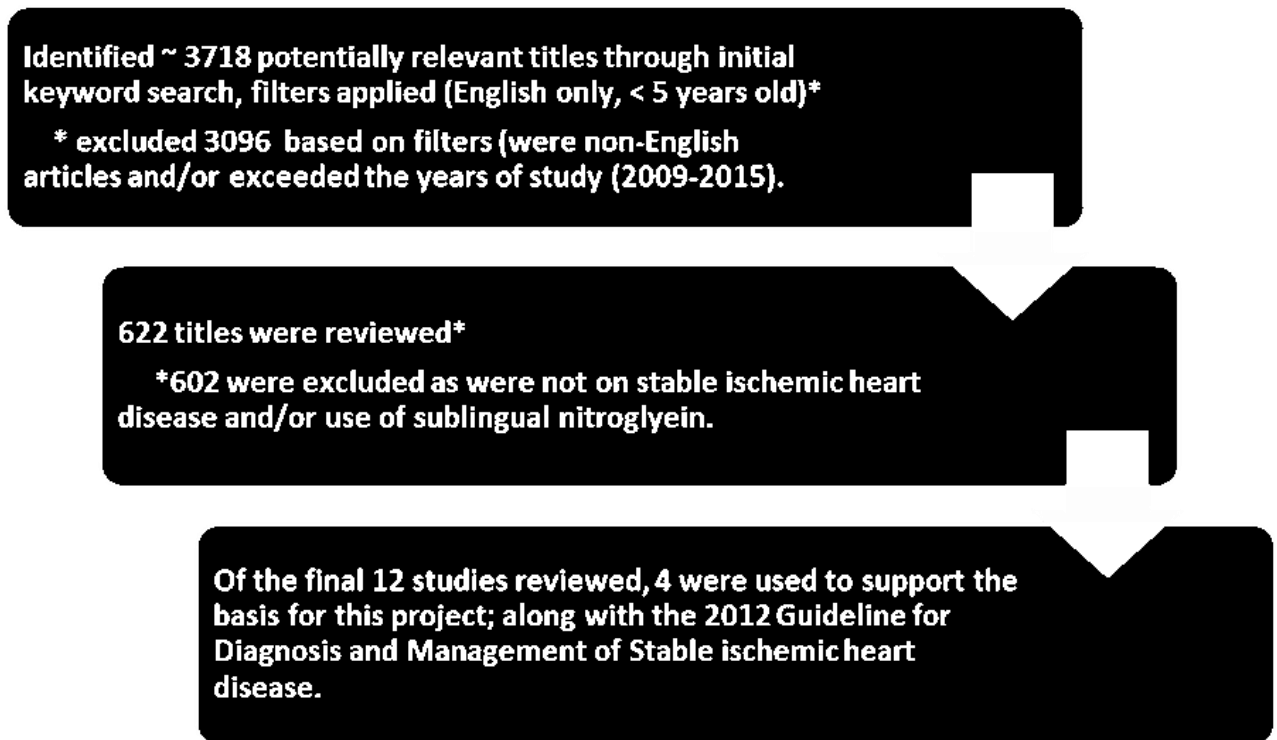 Identified ~ 3718 potentially relevant titles through initial
keyword search, filters applied (English only, < 5 years old)*
* excluded 3096 based on filters (were non-English
articles and/or exceeded the years of study (2009-2015).
622 titles were reviewed*
*602 were excluded as were not on stable ischemic heart
disease and/or use of sublingual nitroglyein.
Of the final 12 studies reviewed, 4 were used to support the
basis for this project; along with the 2012 Guideline for
Diagnosis and Management of Stable ischemic heart
disease.